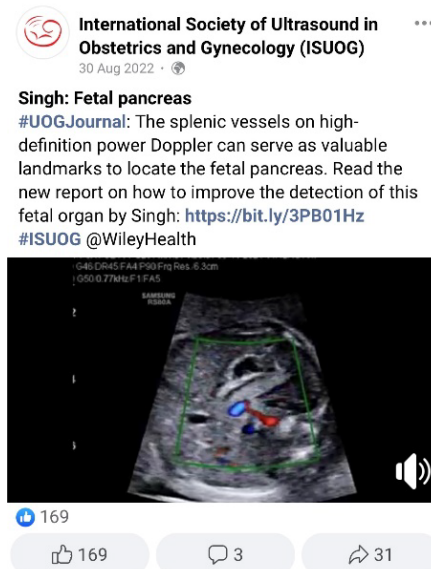 International Society of Ultrasound in
Obstetrics and Gynecology (ISUOG)
30 Aug 2022 ·
Singh: Fetal pancreas
#UOGJournal: The splenic vessels on high-
definition power Doppler can serve as valuable
landmarks to locate the fetal pancreas. Read the
new report on how to improve the detection of this
fetal organ by Singh: https://bit.ly/3PB01Hz
#ISUOG @WileyHealth
G46 DR45 FA4 P90 Frq Res. 6.3cm
G50 0.77kHz F1 FA5
SAMSUNG
RS80A
169
169
3
31